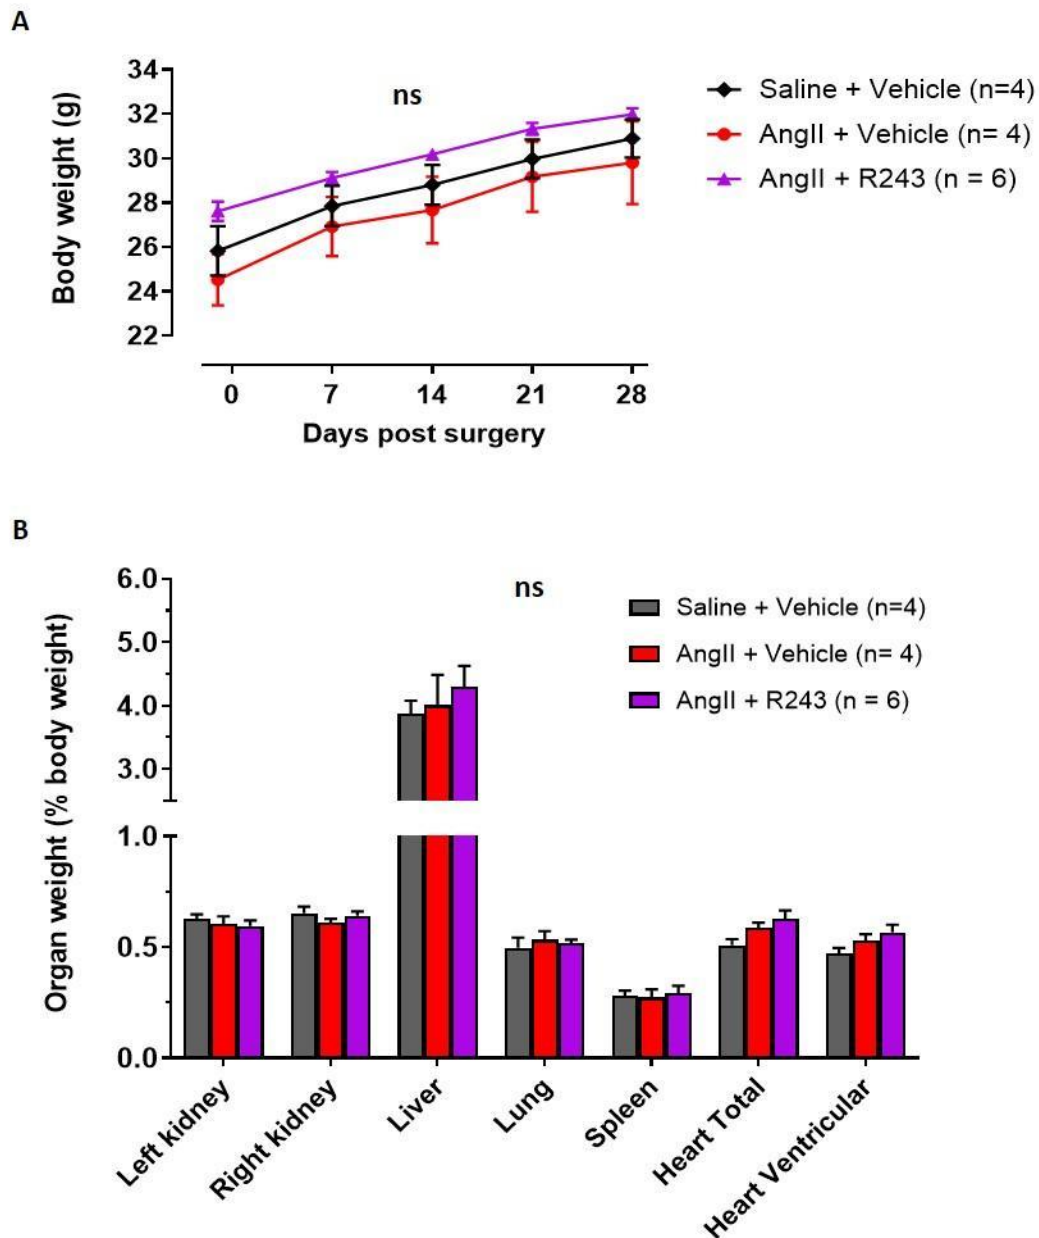 A
34
32
30
28
26
24
22
Body weight (g)
ns
Saline + Vehicle (n=4)
AngII + Vehicle (n= 4)
AngII + R243 (n = 6)
0 7 14 21 28
Days post surgery
B
6.0
5.0
4.0
3.0
1.0
0.5
0.0
Organ weight (% body weight)
ns
Saline + Vehicle (n=4)
AngII + Vehicle (n= 4)
AngII + R243 (n = 6)
Left kidney
Right kidney
Liver
Lung
Spleen
Heart Total
Heart Ventricular